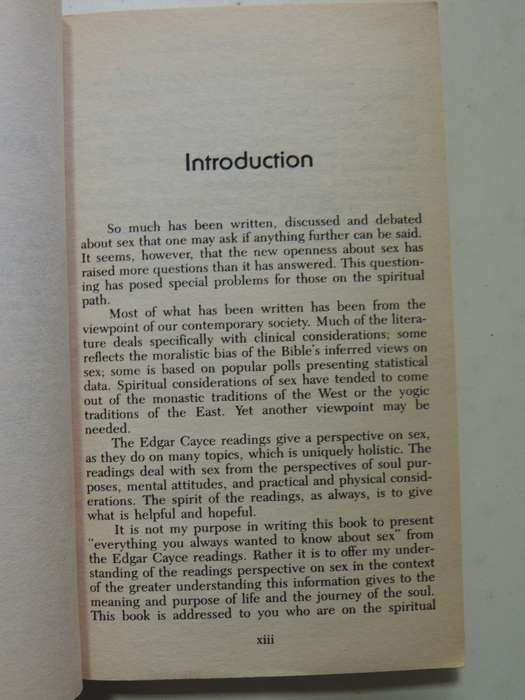 Introduction
So much has been written, discussed and debated
about sex that one may ask if anything further can be said.
It seems, however, that the new openness about sex has
raised more questions than it has answered. This question-
ing has posed special problems for those on the spiritual
path.
Most of what has been written has been from the
viewpoint of our contemporary society. Much of the litera-
ture deals specifically with clinical considerations; some
reflects the moralistic bias of the Bible's inferred views on
sex; some is based on popular polls presenting statistical
data. Spiritual considerations of sex have tended to come
out of the monastic traditions of the West or the yogic
traditions of the East. Yet another viewpoint may be
needed.
The Edgar Cayce readings give a perspective on sex,
as they do on many topics, which is uniquely holistic. The
readings deal with sex from the perspectives of soul pur-
poses, mental attitudes, and practical and physical consid-
erations. The spirit of the readings, as always, is to give
what is helpful and hopeful.
It is not my purpose in writing this book to present
"everything you always wanted to know about sex" from
the Edgar Cayce readings. Rather it is to offer my under-
standing of the readings perspective on sex in the context
of the greater understanding this information gives to the
meaning and purpose of life and the journey of the soul.
This book is addressed to you who are on the spiritual
xiii